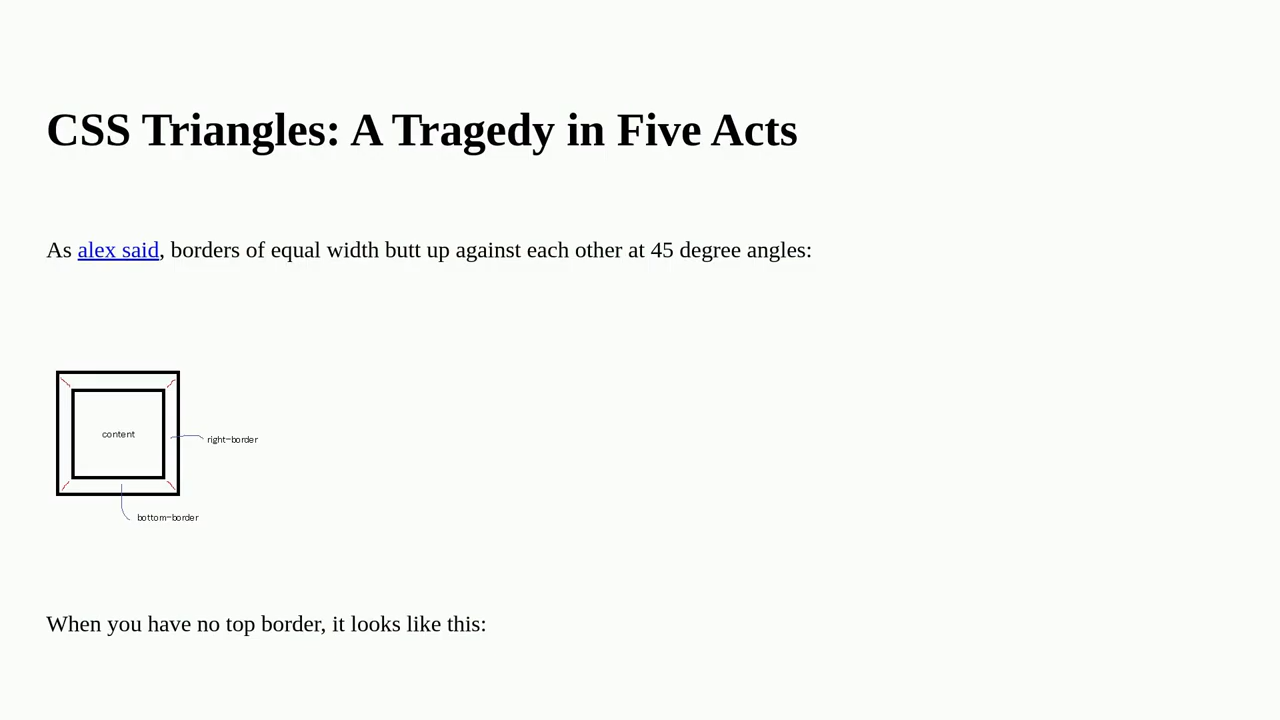 CSS Triangles: A Tragedy in Five Acts
As alex said, borders of equal width butt up against each other at 45 degree angles:
content
right-border
bottom-border
When you have no top border, it looks like this: